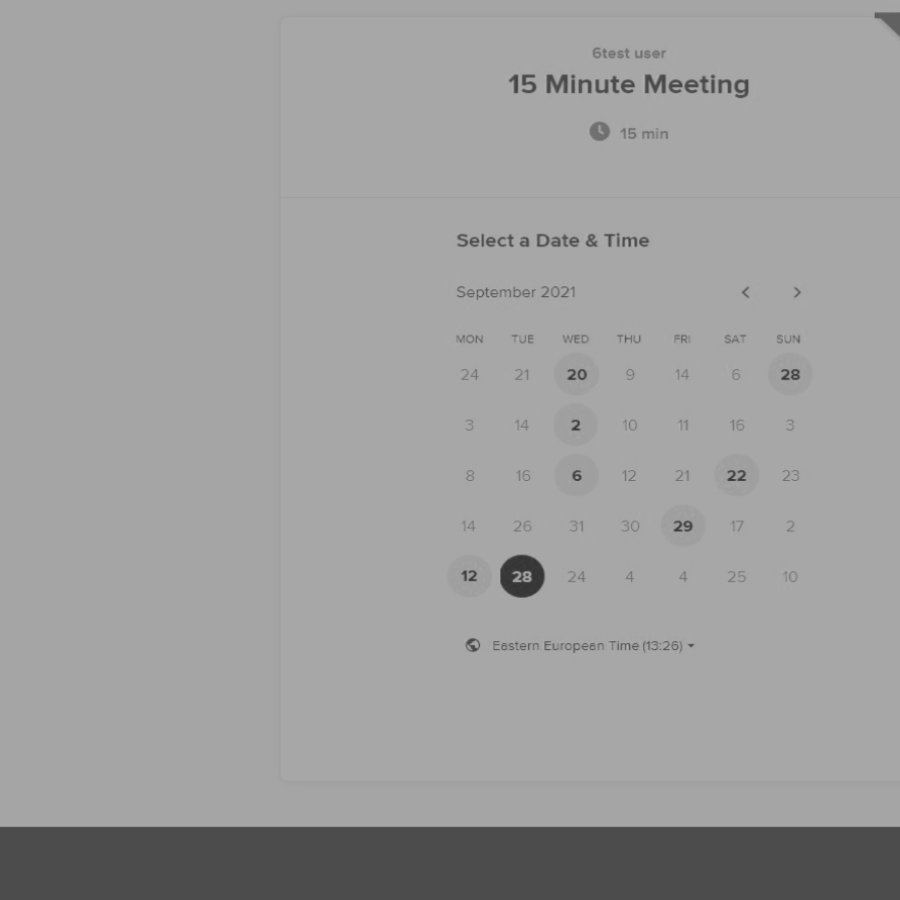 6test user
15 Minute Meeting
15 min
Select a Date & Time
September 2021
MON TUE WED THU FRI SAT SUN
24 21 20 9 14 6 28
3 14 2 10 11 16 3
8 16 6 12 21 22 23
14 26 31 30 29 17 2
12 28 24 4 4 25 10
Eastern European Time (13:26)